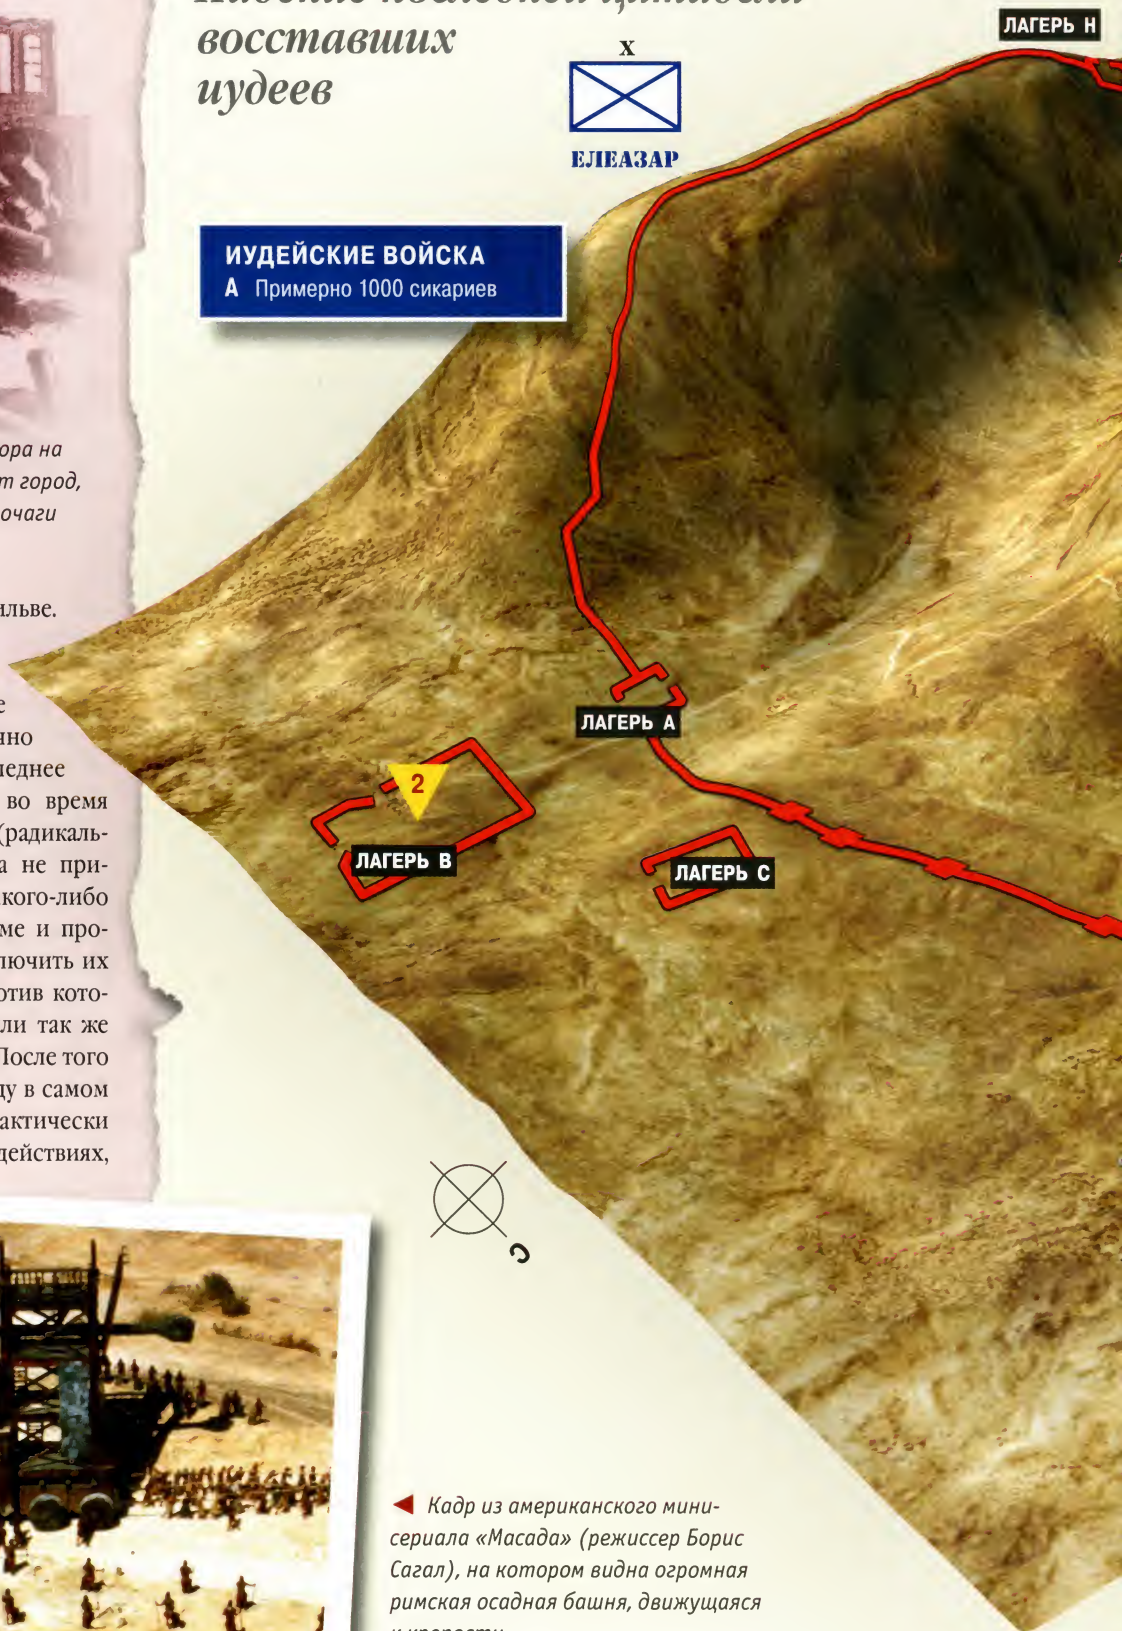 восставших
иудеев
X
ЕЛЕАЗАР
ЛАГЕРЬ H
ИУДЕЙСКИЕ ВОЙСКА
A Примерно 1000 сикариев
ора на
т город,
очаги
ильве.
е
чно
леднее
во время
(радикаль-
а не при-
кого-либо
ме и про-
лючить их
отив кото-
ли так же
После того
ду в самом
актически
действиях,
ЛАГЕРЬ A
2
ЛАГЕРЬ B
ЛАГЕРЬ C
С
◄ Кадр из американского мини-
сериала «Масада» (режиссер Борис
Сагал), на котором видна огромная
римская осадная башня, движущаяся